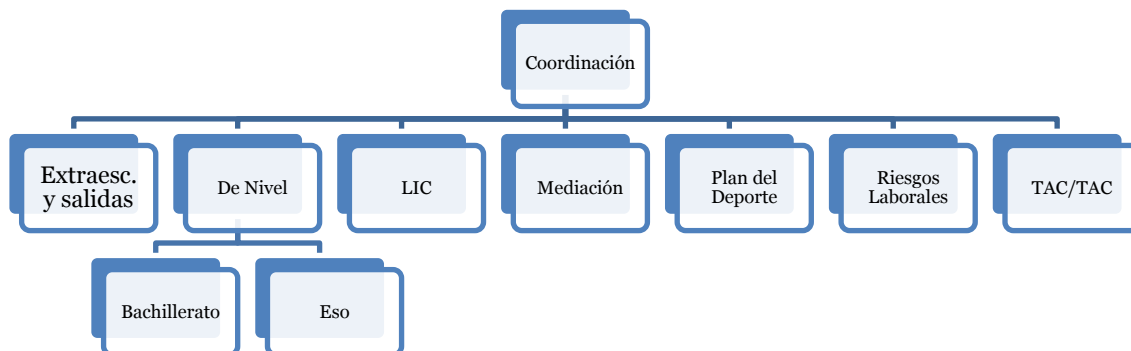 Coordinación
Extraesc.
y salidas
De Nivel
LIC
Mediación
Plan del
Deporte
Riesgos
Laborales
TAC/TAC
Bachillerato
Eso